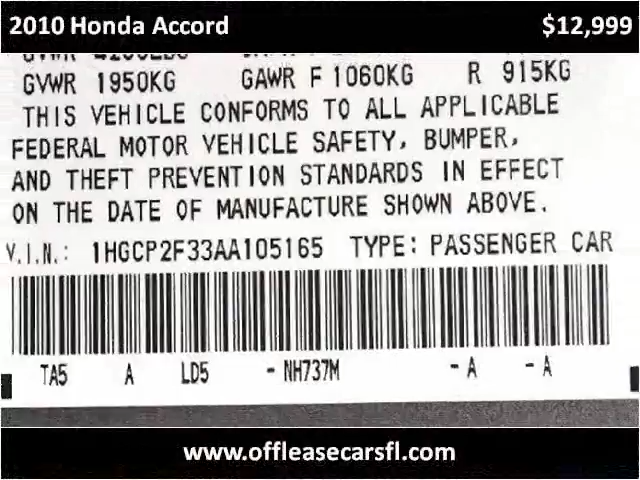 2010 Honda Accord $12,999
GVWR 1950KG GAWR F 1060KG R 915KG
THIS VEHICLE CONFORMS TO ALL APPLICABLE
FEDERAL MOTOR VEHICLE SAFETY, BUMPER,
AND THEFT PREVENTION STANDARDS IN EFFECT
ON THE DATE OF MANUFACTURE SHOWN ABOVE.
V.I.N.: 1HGCP2F33AA105165 TYPE: PASSENGER CAR
TA5 A LD5 - NH737M - A - A
www.offleasecarsfl.com